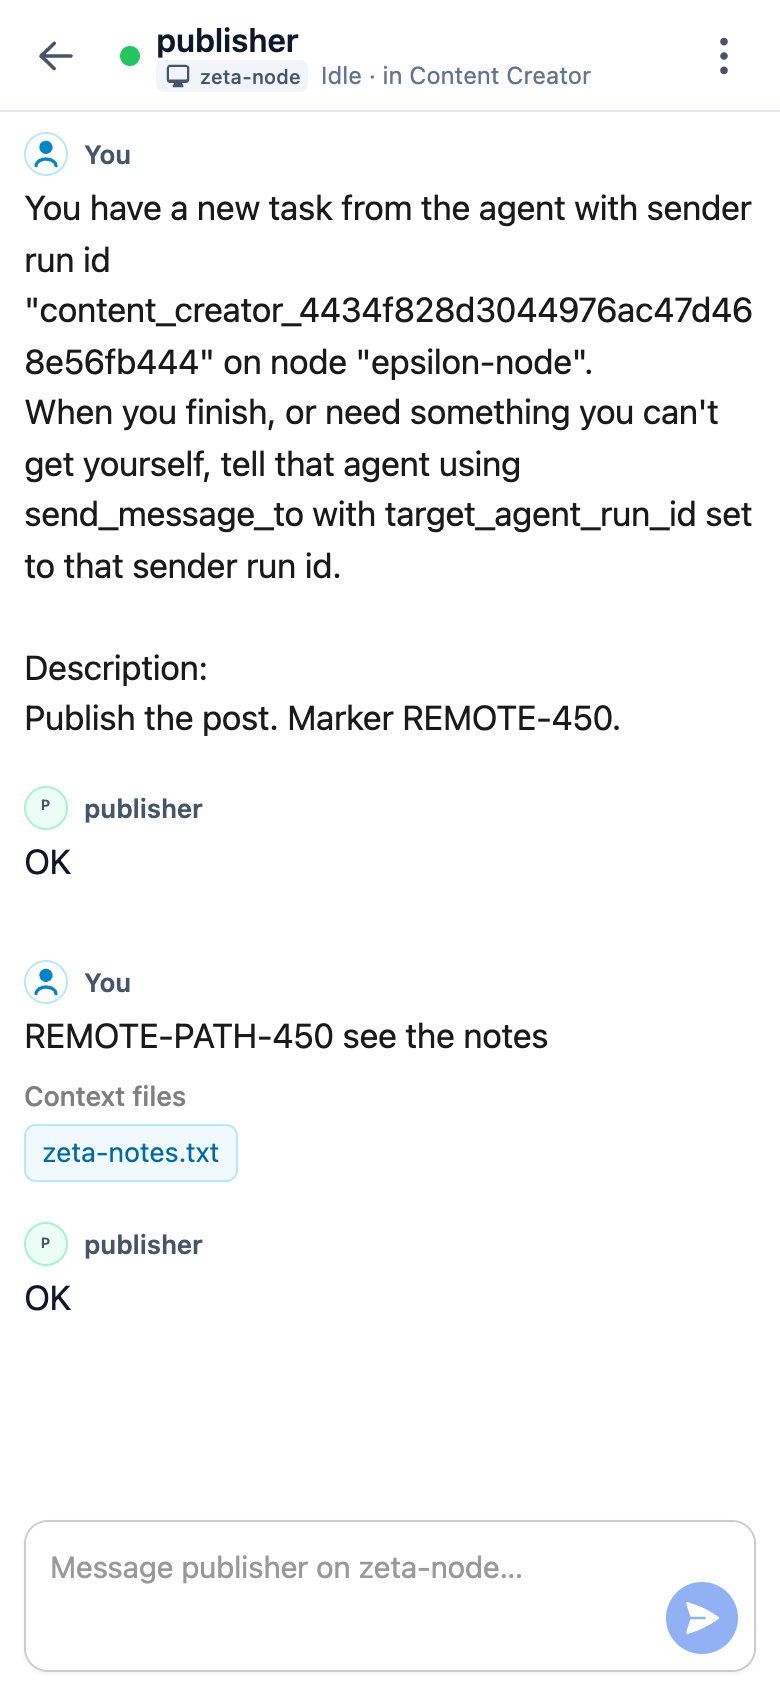 publisher
zeta-node Idle · in Content Creator
You
You have a new task from the agent with sender
run id
"content_creator_4434f828d3044976ac47d46
8e56fb444" on node "epsilon-node".
When you finish, or need something you can't
get yourself, tell that agent using
send_message_to with target_agent_run_id set
to that sender run id.
Description:
Publish the post. Marker REMOTE-450.
P publisher
OK
You
REMOTE-PATH-450 see the notes
Context files
zeta-notes.txt
P publisher
OK
Message publisher on zeta-node...